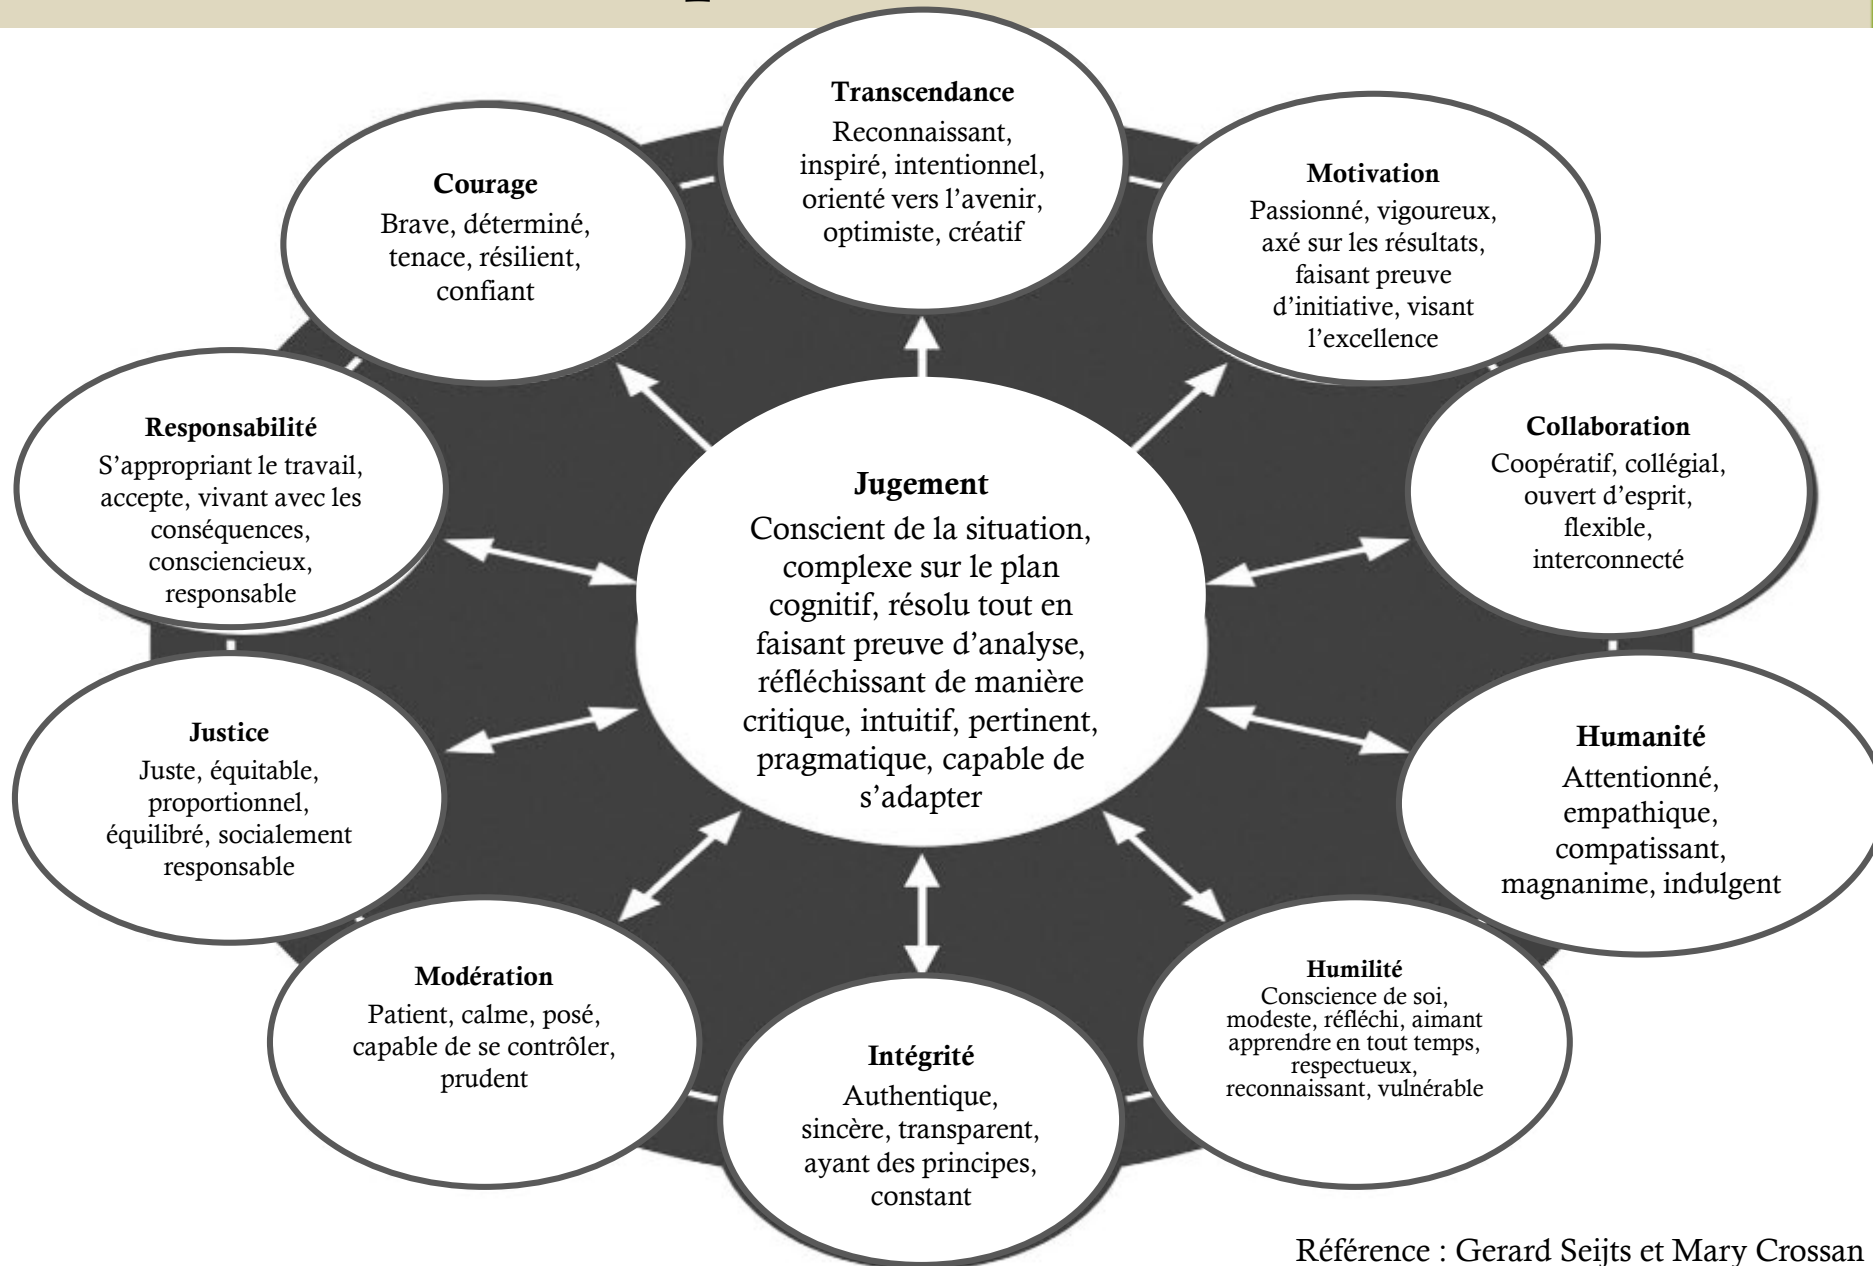 Transcendance
Reconnaissant,
inspiré, intentionnel,
orienté vers l’avenir,
optimiste, créatif
Courage
Brave, déterminé,
tenace, résilient,
confiant
Motivation
Passionné, vigoureux,
axé sur les résultats,
faisant preuve
d’initiative, visant
l’excellence
Responsabilité
S’appropriant le travail,
accepte, vivant avec les
conséquences,
consciencieux,
responsable
Collaboration
Coopératif, collégial,
ouvert d’esprit,
flexible,
interconnecté
Jugement
Conscient de la situation,
complexe sur le plan
cognitif, résolu tout en
faisant preuve d’analyse,
réfléchissant de manière
critique, intuitif, pertinent,
pragmatique, capable de
s’adapter
Justice
Juste, équitable,
proportionnel,
équilibré, socialement
responsable
Humanité
Attentionné,
empathique,
compatissant,
magnanime, indulgent
Modération
Patient, calme, posé,
capable de se contrôler,
prudent
Intégrité
Authentique,
sincère, transparent,
ayant des principes,
constant
Humilité
Conscience de soi,
modeste, réfléchi, aimant
apprendre en tout temps,
respectueux,
reconnaissant, vulnérable
Référence : Gerard Seijts et Mary Crossan